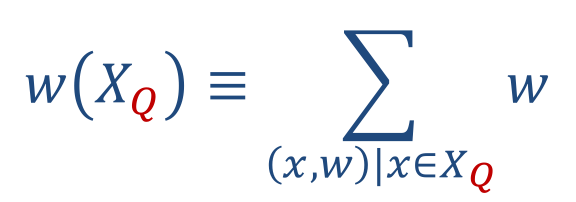 w(X_Q) ≡ ∑_{(x,w)|x∈X_Q} w